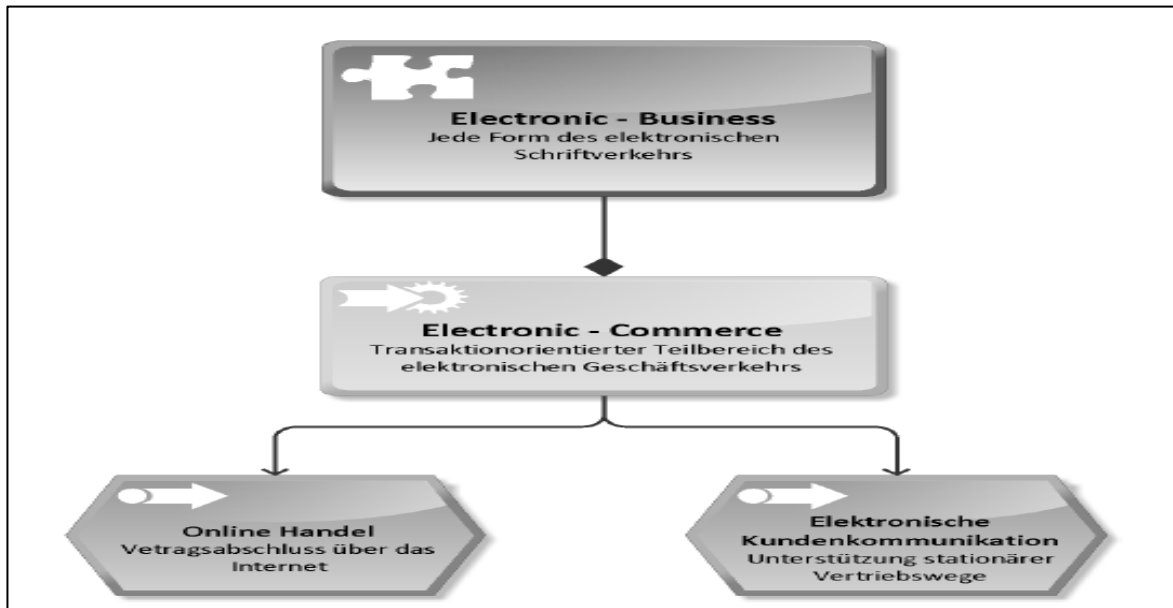 Electronic - Business
Jede Form des elektronischen
Schriftverkehrs
Electronic - Commerce
Transaktionorientierter Teilbereich des
elektronischen Geschäftsverkehrs
Online Handel
Vetragsabschluss über das
Internet
Elektronische
Kundenkommunikation
Unterstützung stationärer
Vertriebswege